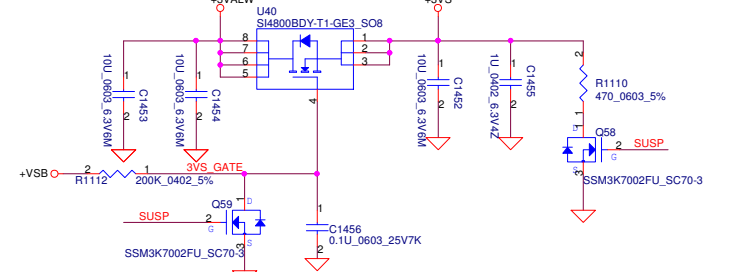 +3VALW
+3VS
U40
SI4800BDY-T1-GE3_SO8
8
7
6
5
1
2
3
4
1
2
10U_0603_6.3V6M
C1453
1
2
10U_0603_6.3V6M
C1454
1
2
10U_0603_6.3V6M
C1452
1
2
1U_0402_6.3V4Z
C1455
2
1
R1110
470_0603_5%
1
D
Q58
2
G
SUSP
S
3
SSM3K7002FU_SC70-3
+VSB
2
1
R1112
200K_0402_5%
3VS_GATE
Q59
1
D
SUSP
2
G
S
3
SSM3K7002FU_SC70-3
1
2
C1456
0.1U_0603_25V7K